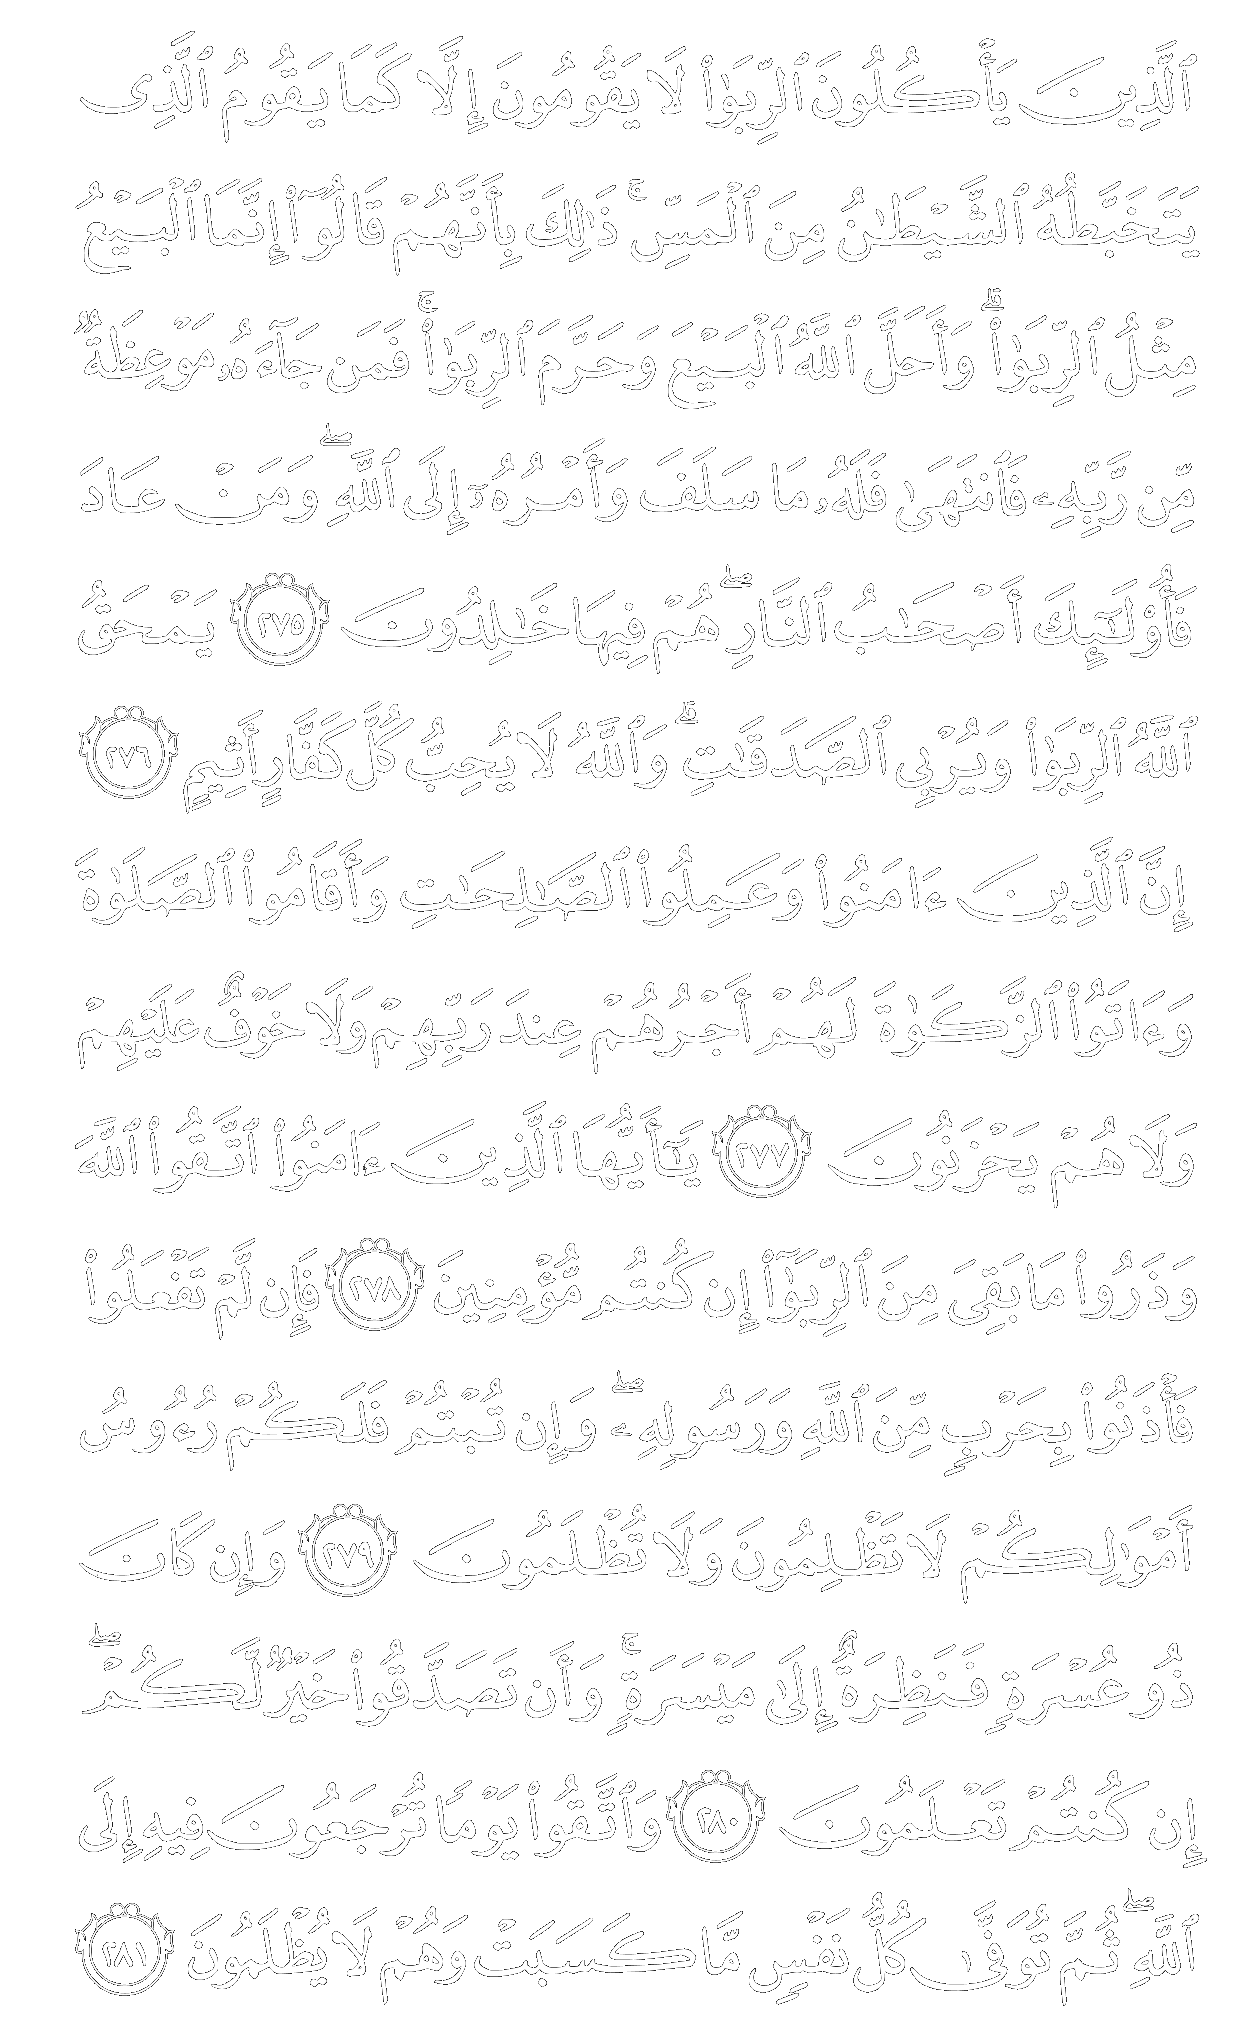 ٱلَّذِينَ يَأۡكُلُونَ ٱلرِّبَوٰاْ لَا يَقُومُونَ إِلَّا كَمَا يَقُومُ ٱلَّذِي
يَتَخَبَّطُهُ ٱلشَّيۡطَٰنُ مِنَ ٱلۡمَسِّۚ ذَٰلِكَ بِأَنَّهُمۡ قَالُوٓاْ إِنَّمَا ٱلۡبَيۡعُ
مِثۡلُ ٱلرِّبَوٰاْۗ وَأَحَلَّ ٱللَّهُ ٱلۡبَيۡعَ وَحَرَّمَ ٱلرِّبَوٰاْۚ فَمَن جَآءَهُۥ مَوۡعِظَةٞ
مِّن رَّبِّهِۦ فَٱنتَهَىٰ فَلَهُۥ مَا سَلَفَ وَأَمۡرُهُۥٓ إِلَى ٱللَّهِۖ وَمَنۡ عَادَ
فَأُوْلَٰٓئِكَ أَصۡحَٰبُ ٱلنَّارِۖ هُمۡ فِيهَا خَٰلِدُونَ ٢٧٥ يَمۡحَقُ
ٱللَّهُ ٱلرِّبَوٰاْ وَيُرۡبِي ٱلصَّدَقَٰتِۗ وَٱللَّهُ لَا يُحِبُّ كُلَّ كَفَّارٍ أَثِيمٍ ٢٧٦
إِنَّ ٱلَّذِينَ ءَامَنُواْ وَعَمِلُواْ ٱلصَّٰلِحَٰتِ وَأَقَامُواْ ٱلصَّلَوٰةَ
وَءَاتَوُاْ ٱلزَّكَوٰةَ لَهُمۡ أَجۡرُهُمۡ عِندَ رَبِّهِمۡ وَلَا خَوۡفٌ عَلَيۡهِمۡ
وَلَا هُمۡ يَحۡزَنُونَ ٢٧٧ يَٰٓأَيُّهَا ٱلَّذِينَ ءَامَنُواْ ٱتَّقُواْ ٱللَّهَ
وَذَرُواْ مَا بَقِيَ مِنَ ٱلرِّبَوٰٓاْ إِن كُنتُم مُّؤۡمِنِينَ ٢٧٨ فَإِن لَّمۡ تَفۡعَلُواْ
فَأۡذَنُواْ بِحَرۡبٖ مِّنَ ٱللَّهِ وَرَسُولِهِۦۖ وَإِن تُبۡتُمۡ فَلَكُمۡ رُءُوسُ
أَمۡوَٰلِكُمۡ لَا تَظۡلِمُونَ وَلَا تُظۡلَمُونَ ٢٧٩ وَإِن كَانَ
ذُو عُسۡرَةٖ فَنَظِرَةٌ إِلَىٰ مَيۡسَرَةٖۚ وَأَن تَصَدَّقُواْ خَيۡرٞ لَّكُمۡۖ
إِن كُنتُمۡ تَعۡلَمُونَ ٢٨٠ وَٱتَّقُواْ يَوۡمٗا تُرۡجَعُونَ فِيهِ إِلَى
ٱللَّهِۖ ثُمَّ تُوَفَّىٰ كُلُّ نَفۡسٖ مَّا كَسَبَتۡ وَهُمۡ لَا يُظۡلَمُونَ ٢٨١